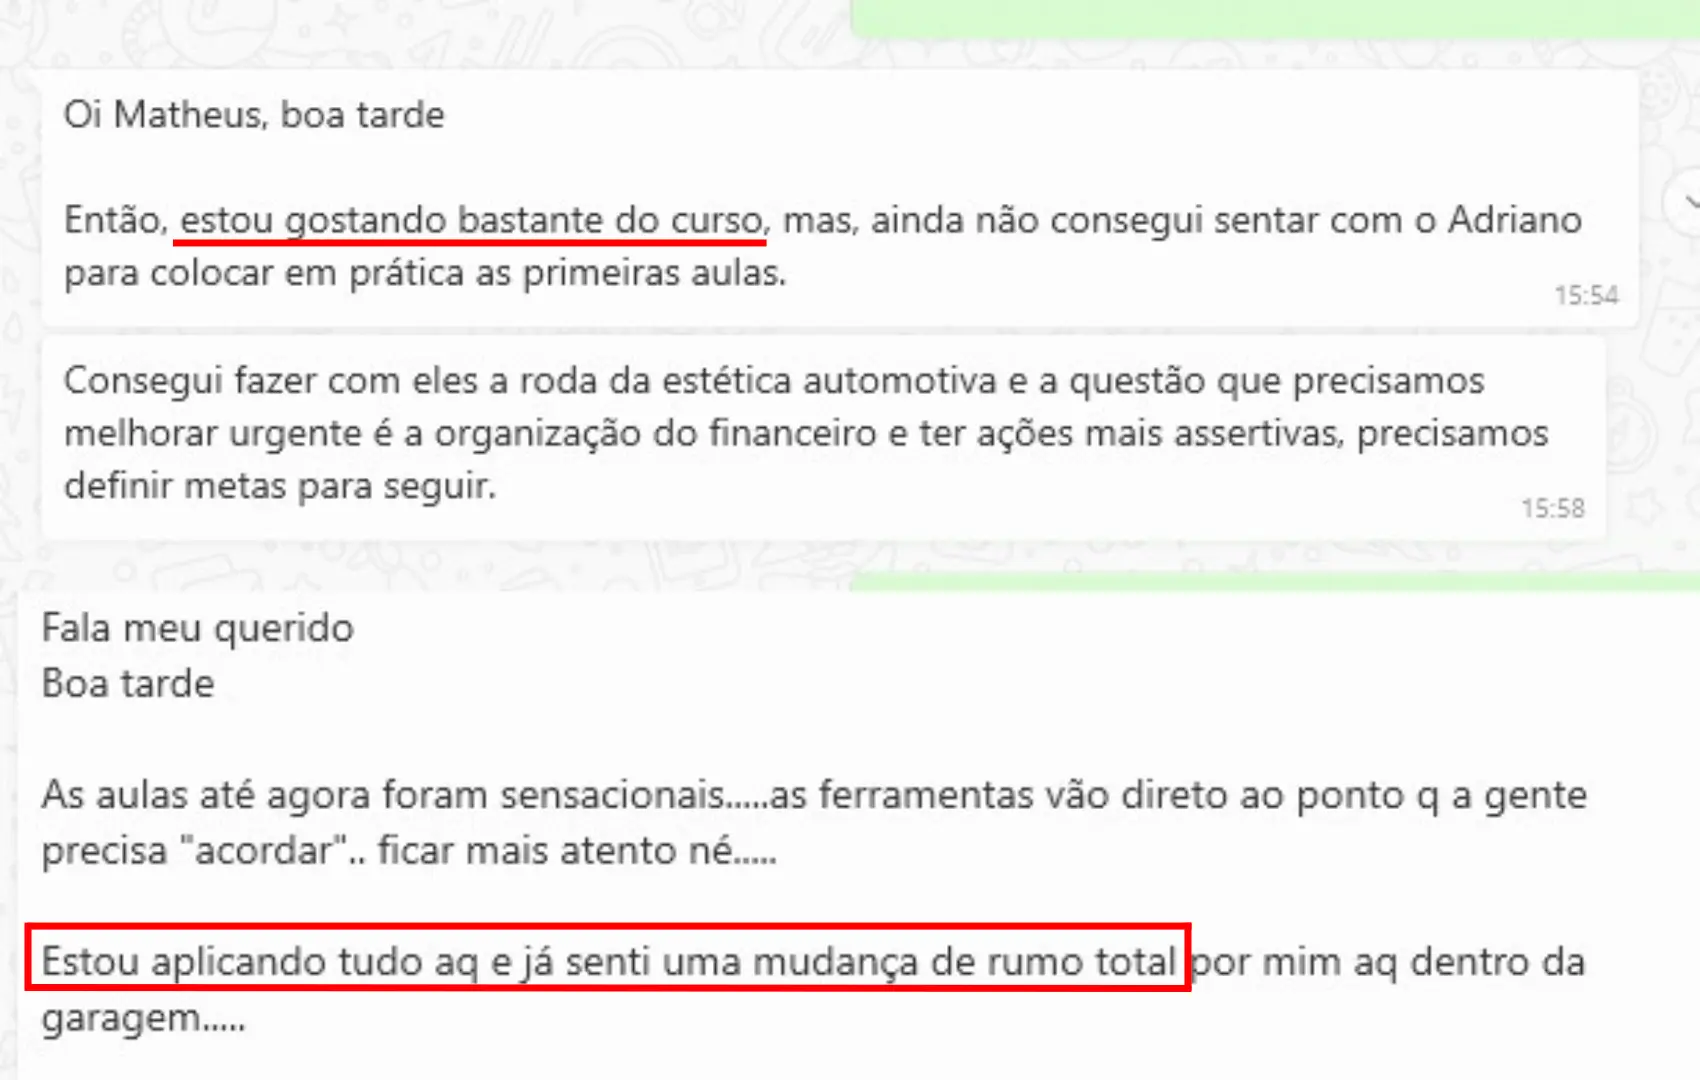 Oi Matheus, boa tarde
Então, estou gostando bastante do curso, mas, ainda não consegui sentar com o Adriano
para colocar em prática as primeiras aulas.
15:54
Consegui fazer com eles a roda da estética automotiva e a questão que precisamos
melhorar urgente é a organização do financeiro e ter ações mais assertivas, precisamos
definir metas para seguir.
15:58
Fala meu querido
Boa tarde
As aulas até agora foram sensacionais.....as ferramentas vão direto ao ponto q a gente
precisa "acordar".. ficar mais atento né.....
Estou aplicando tudo aq e já senti uma mudança de rumo total por mim aq dentro da
garagem.....